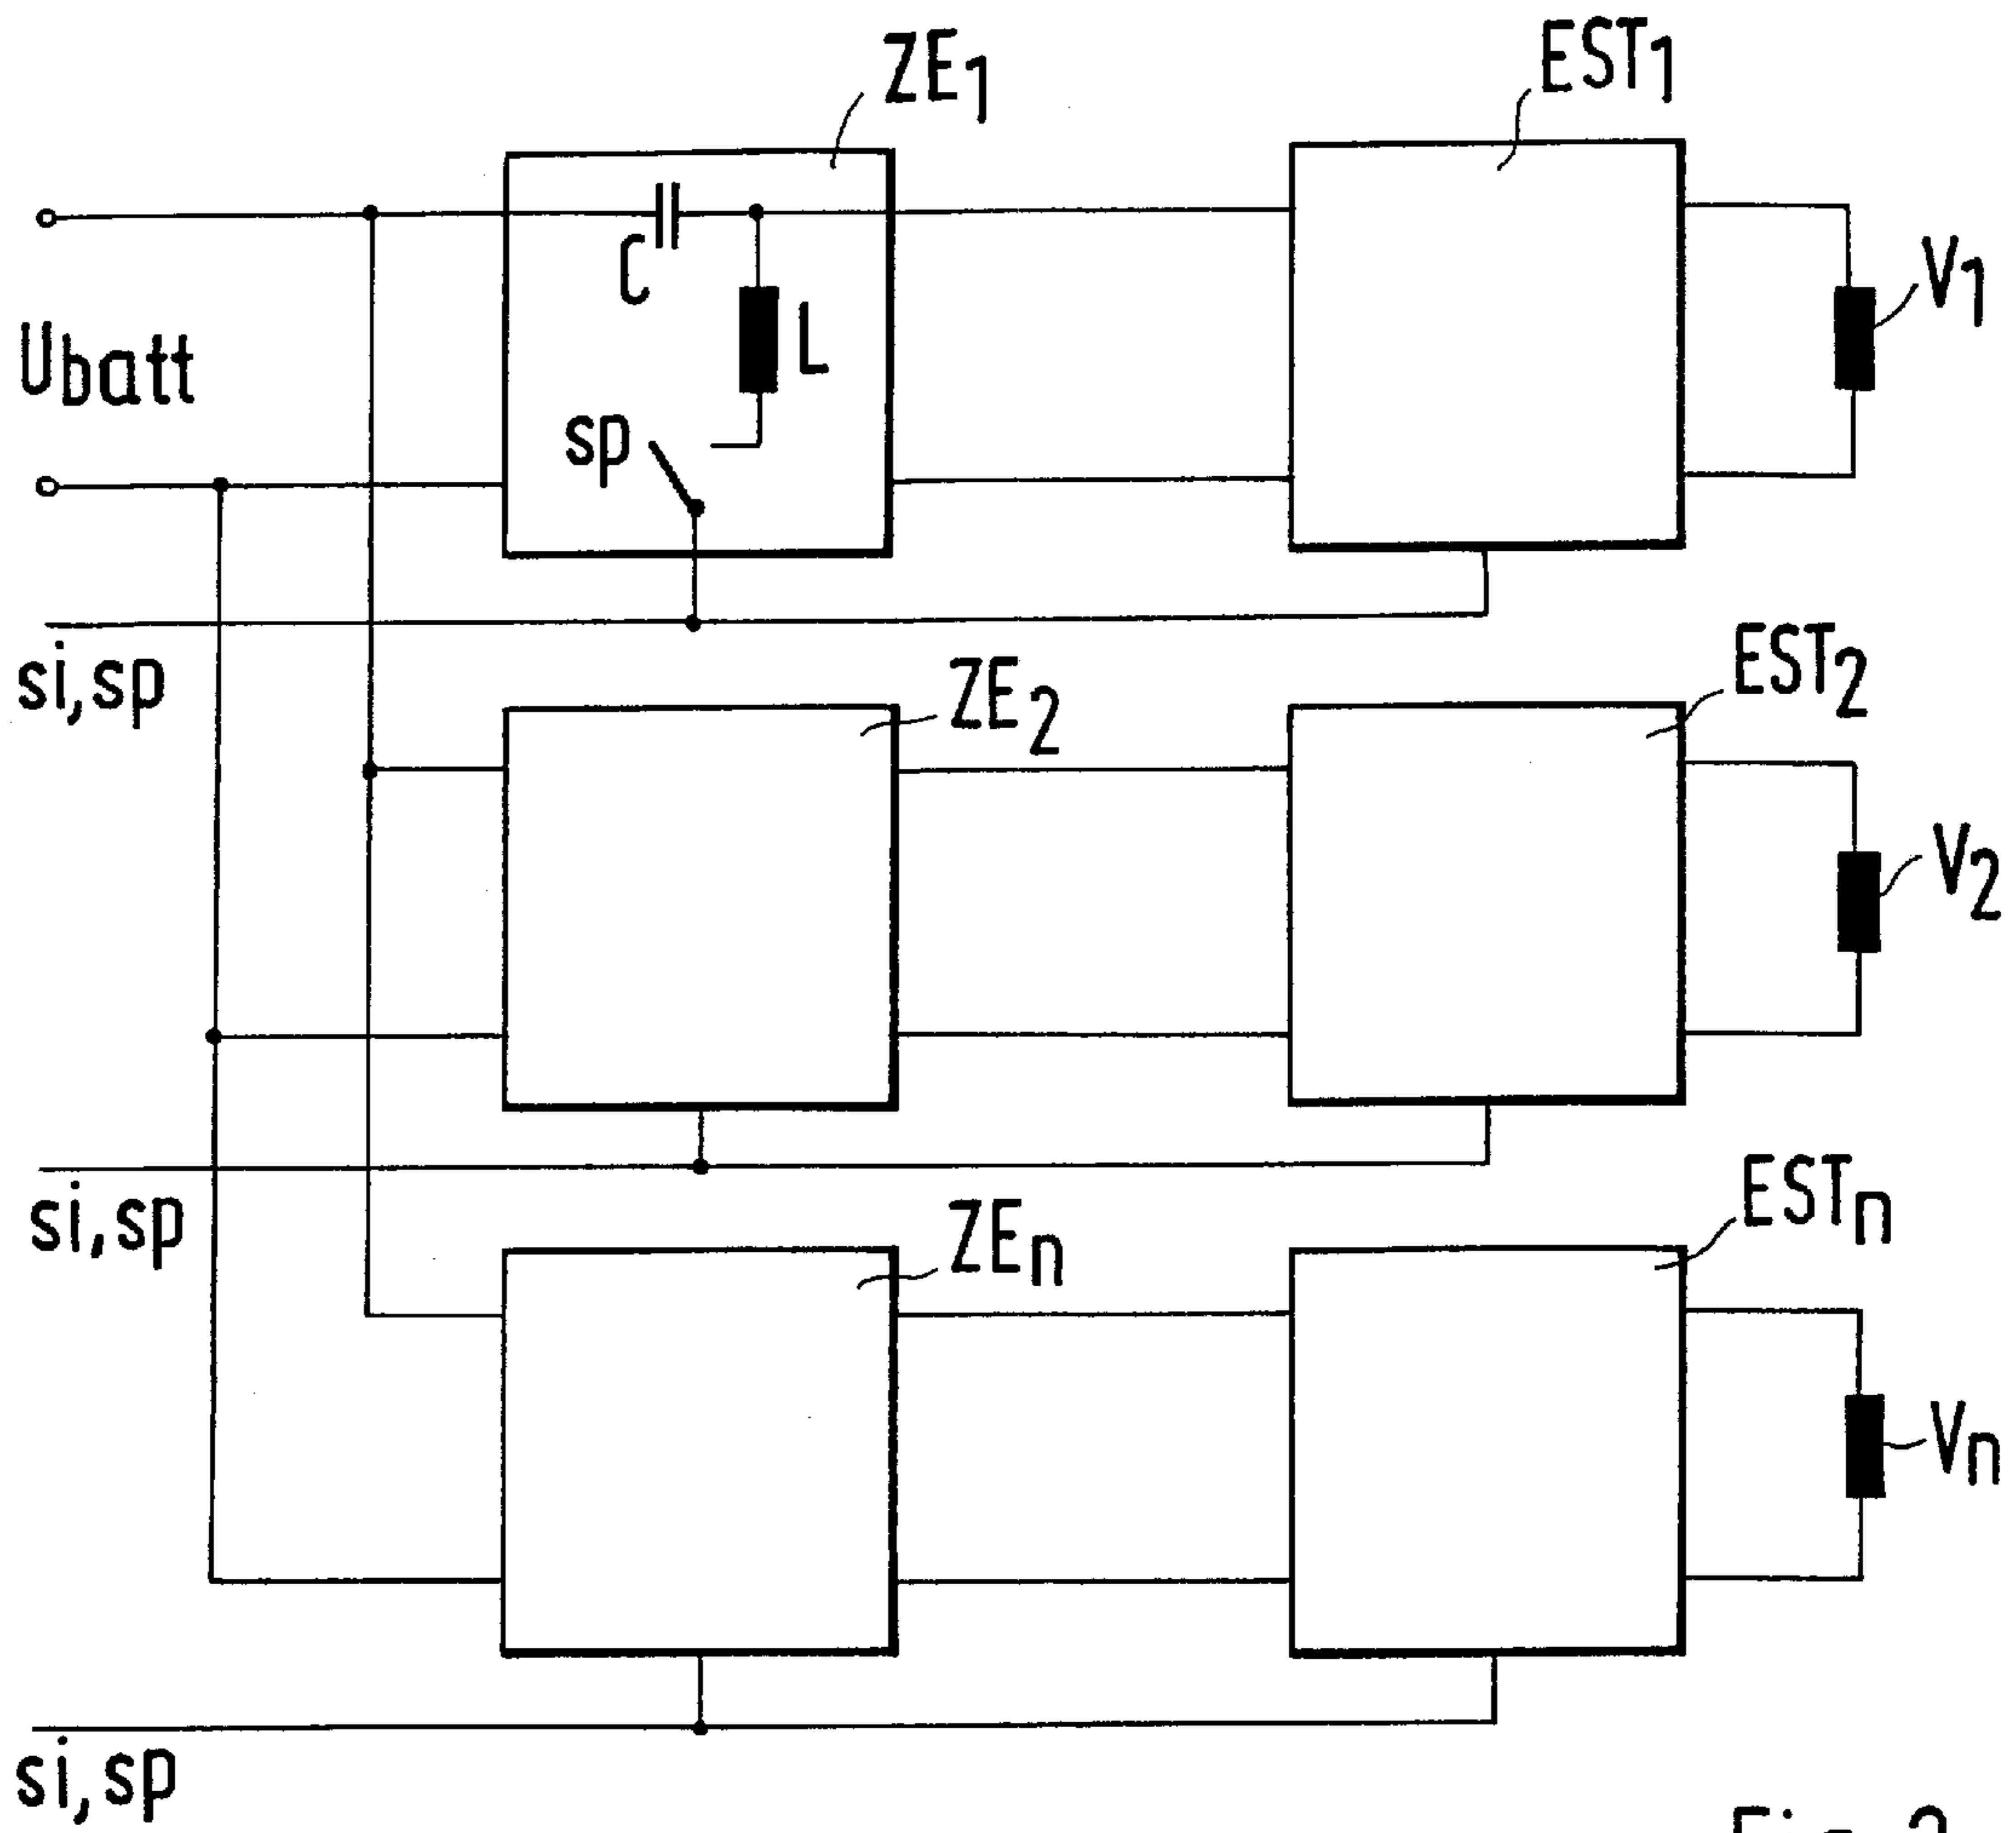 ZE1
EST1
C
L
V1
Ubatt
sp
si,sp
ZE2
EST2
V2
si,sp
ZEn
ESTn
Vn
si,sp